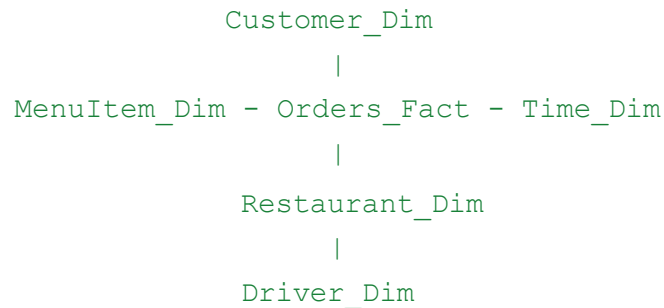 Customer_Dim
|
MenuItem_Dim - Orders_Fact - Time_Dim
|
Restaurant_Dim
|
Driver_Dim